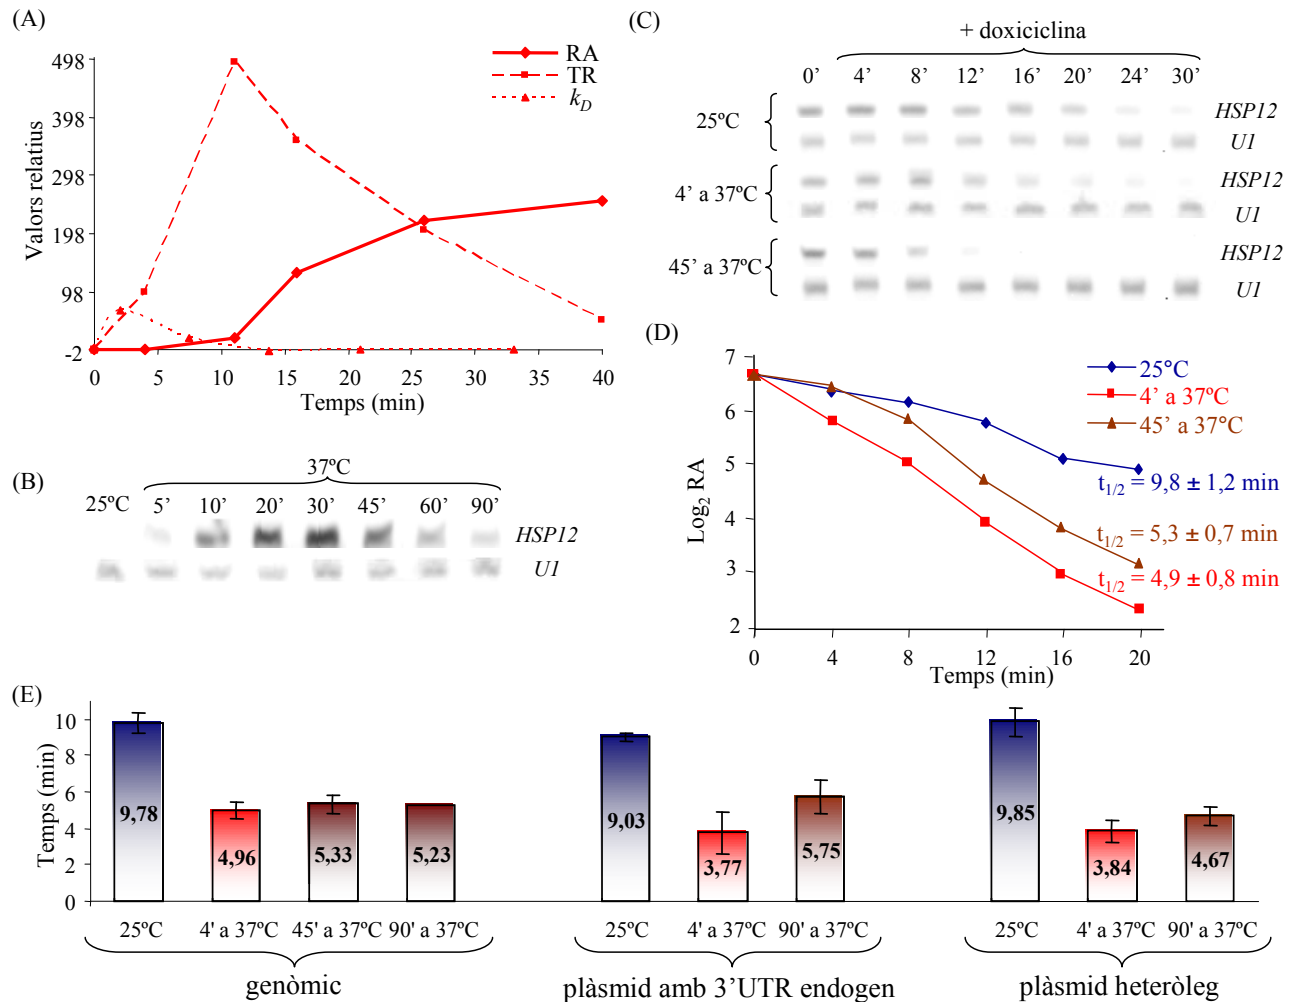 (A)
498
398
298
198
98
-2
Valors relatius
RA
TR
k_D
0 5 10 15 20 25 30 35 40
Temps (min)
(B)
37ºC
25ºC 5’ 10’ 20’ 30’ 45’ 60’ 90’
HSP12
U1
(C)
+ doxiciclina
0’ 4’ 8’ 12’ 16’ 20’ 24’ 30’
25ºC
HSP12
U1
4’ a 37ºC
HSP12
U1
45’ a 37ºC
HSP12
U1
(D)
7
6
5
4
3
2
Log₂ RA
25°C
4’ a 37ºC
45’ a 37°C
t1/2 = 9,8 ± 1,2 min
t1/2 = 5,3 ± 0,7 min
t1/2 = 4,9 ± 0,8 min
0 4 8 12 16 20
Temps (min)
(E)
10
8
6
4
2
0
Temps (min)
9,78 4,96 5,33 5,23
25ºC 4' a 37ºC 45' a 37ºC 90' a 37ºC
genòmic
9,03 3,77 5,75
25ºC 4' a 37ºC 90' a 37ºC
plàsmid amb 3’UTR endogen
9,85 3,84 4,67
25ºC 4' a 37ºC 90' a 37ºC
plàsmid heteròleg